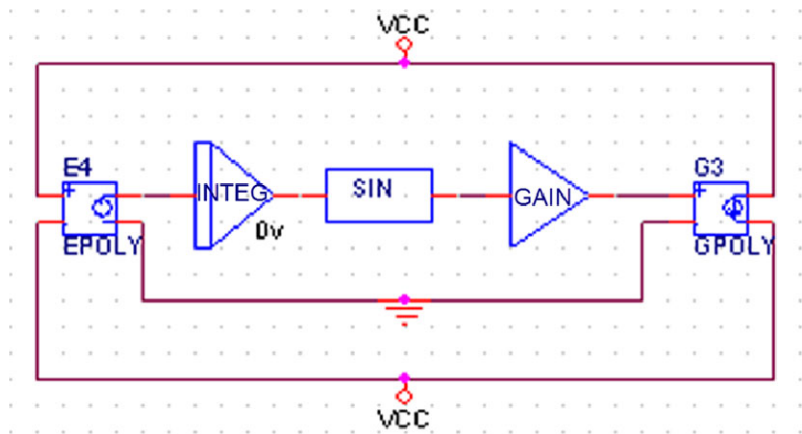 VCC
E4
G3
INTEG
SIN
GAIN
0v
EPOLY
GPOLY
VCC